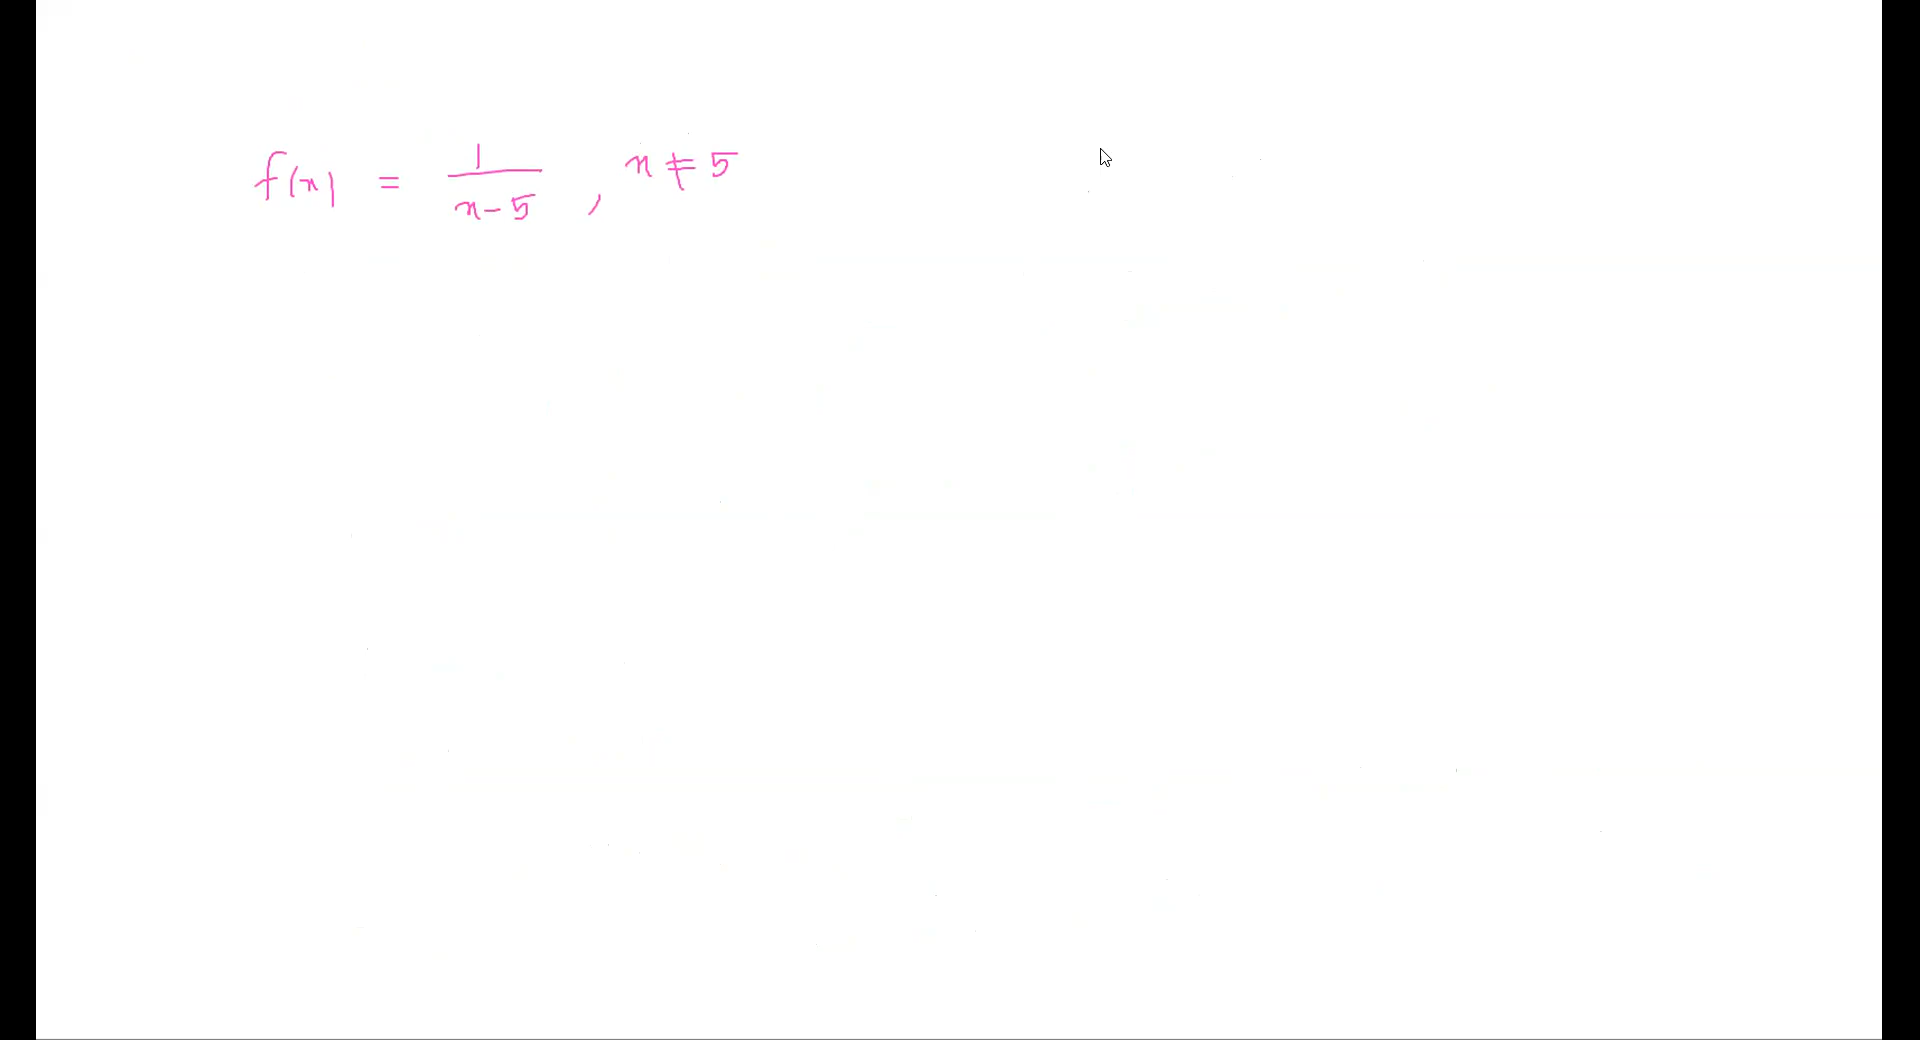 f(x) = 1/(x-5) , x ≠ 5